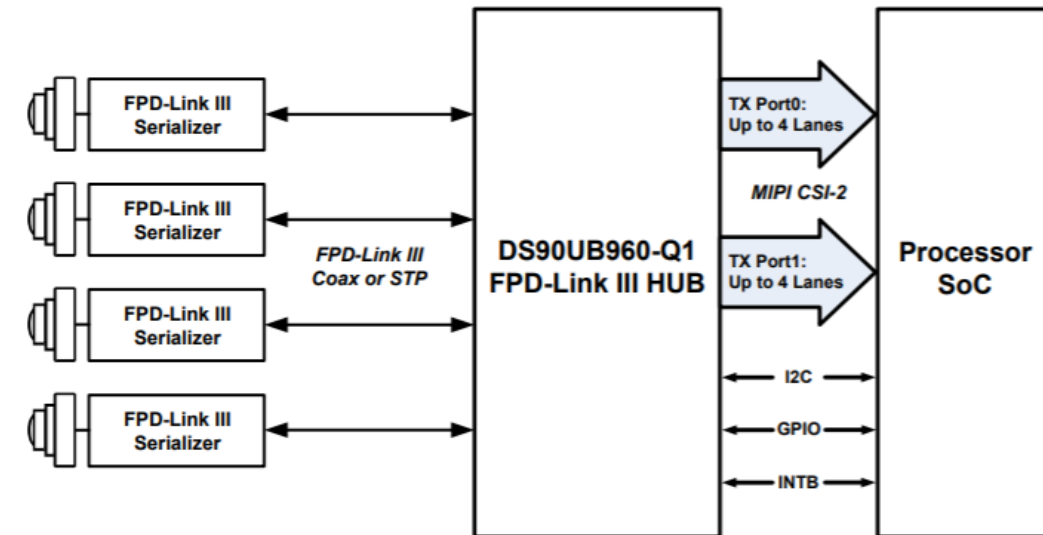 FPD-Link III
Serializer
FPD-Link III
Serializer
FPD-Link III
Serializer
FPD-Link III
Serializer
FPD-Link III
Coax or STP
DS90UB960-Q1
FPD-Link III HUB
TX Port0:
Up to 4 Lanes
MIPI CSI-2
TX Port1:
Up to 4 Lanes
I2C
GPIO
INTB
Processor
SoC